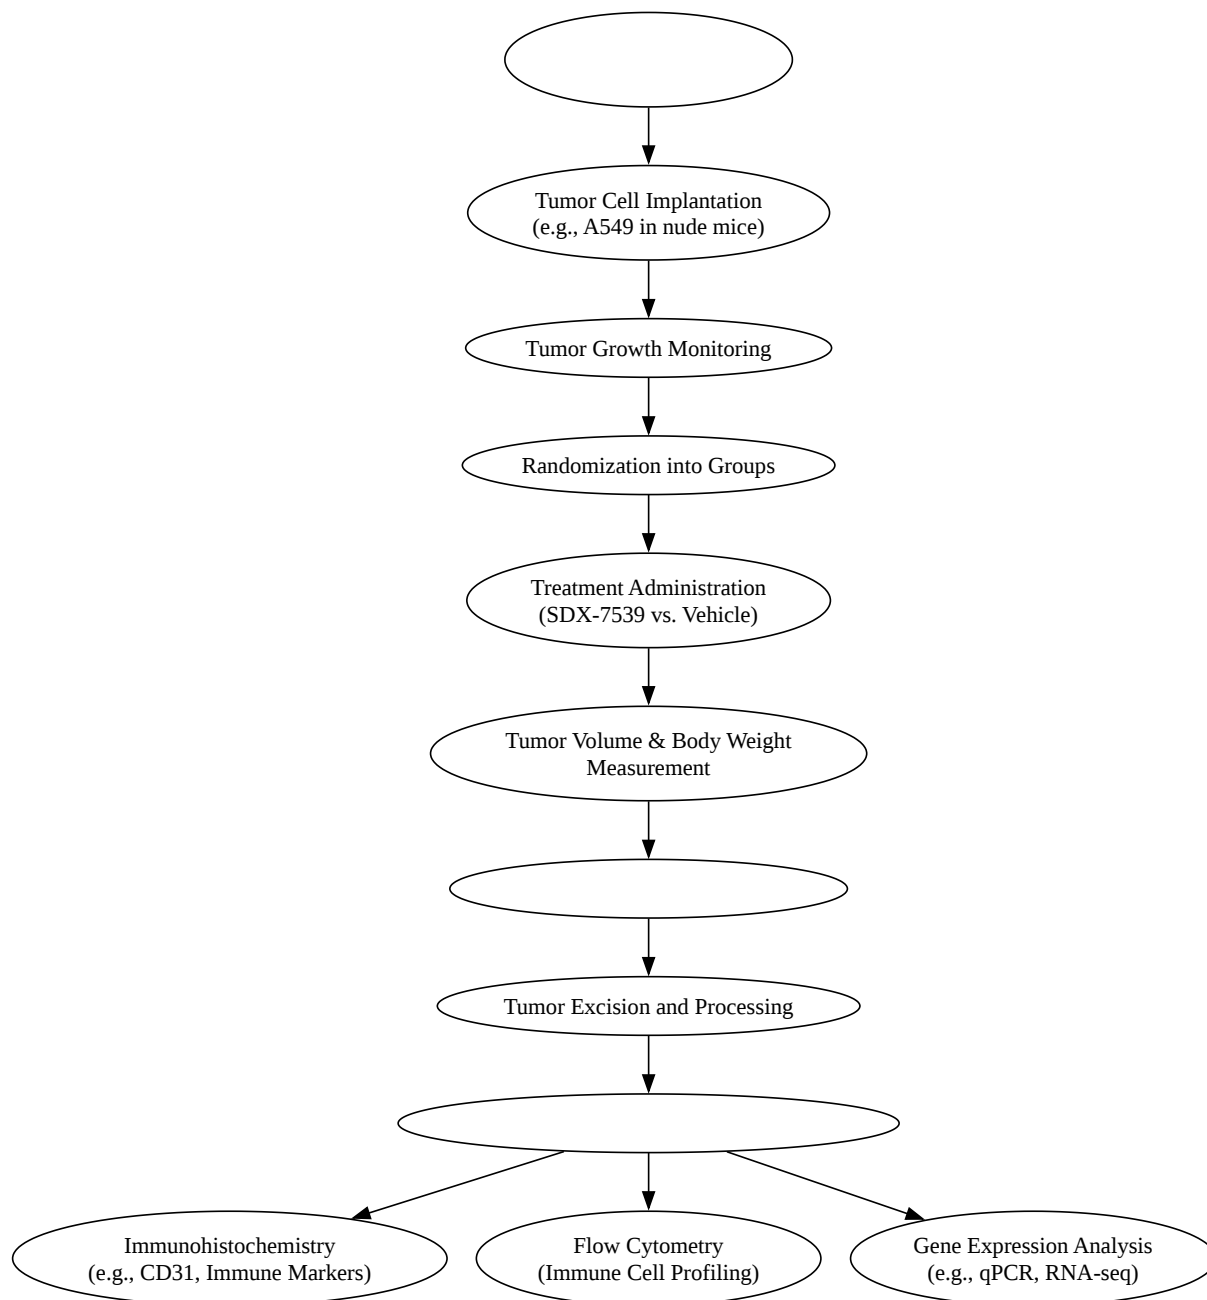 Tumor Cell Implantation
(e.g., A549 in nude mice)
Tumor Growth Monitoring
Randomization into Groups
Treatment Administration
(SDX-7539 vs. Vehicle)
Tumor Volume & Body Weight
Measurement
Tumor Excision and Processing
Immunohistochemistry
(e.g., CD31, Immune Markers)
Flow Cytometry
(Immune Cell Profiling)
Gene Expression Analysis
(e.g., qPCR, RNA-seq)